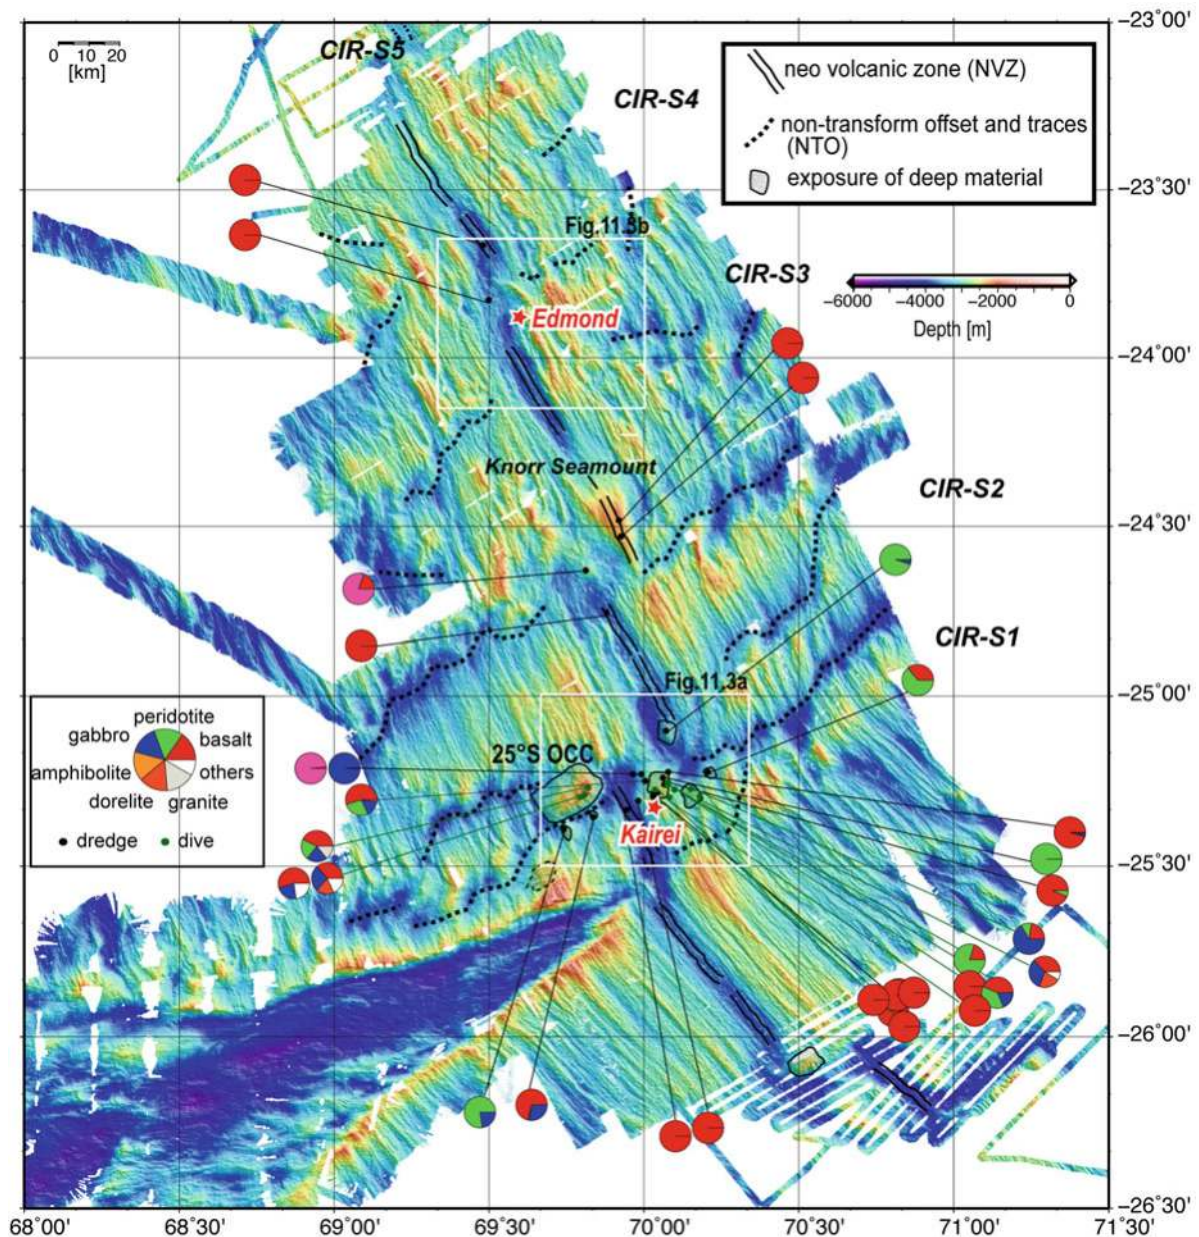 CIR-S5
0 10 20
[km]
CIR-S4
neo volcanic zone (NVZ)
non-transform offset and traces
(NTO)
exposure of deep material
Fig.11.3b
CIR-S3
Edmond
−6000 −4000 −2000 0
Depth [m]
Knorr Seamount
CIR-S2
CIR-S1
Fig.11.3a
25°S OCC
Kairei
peridotite
gabbro
basalt
amphibolite
others
dorelite
granite
dredge
dive
−23°00'
−23°30'
−24°00'
−24°30'
−25°00'
−25°30'
−26°00'
−26°30'
68°00' 68°30' 69°00' 69°30' 70°00' 70°30' 71°00' 71°30'